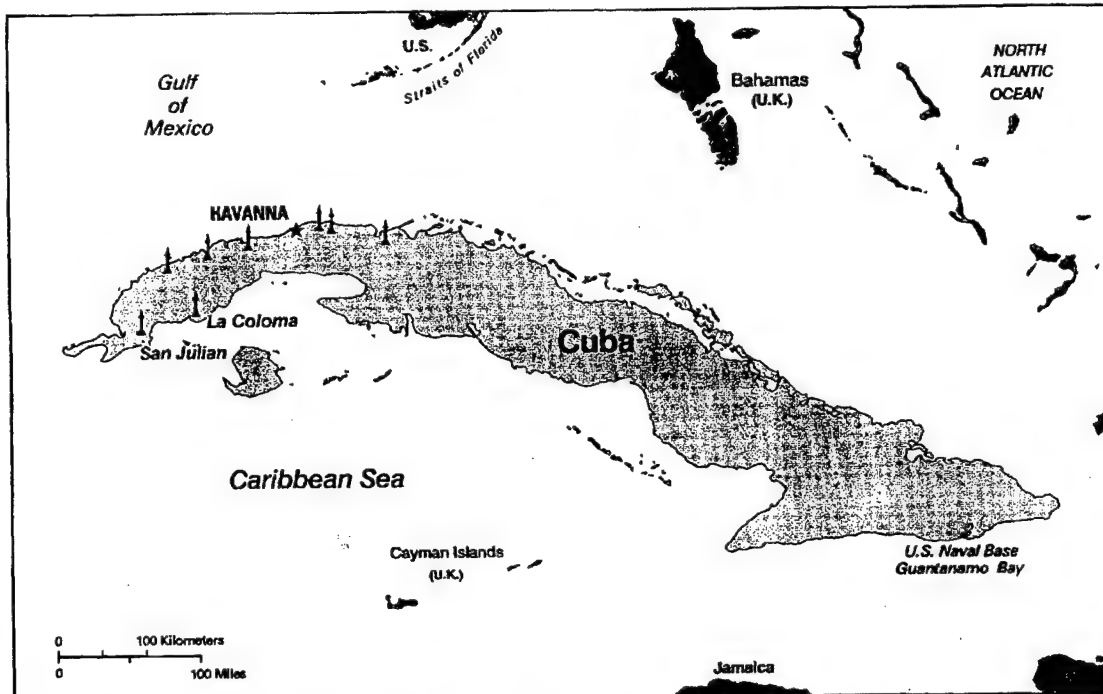 U.S.
Straits of Florida
Gulf
of
Mexico
Bahamas
(U.K.)
NORTH
ATLANTIC
OCEAN
HAVANNA
La Coloma
San Julian
Cuba
Caribbean Sea
Cayman Islands
(U.K.)
U.S. Naval Base
Guantanamo Bay
0 100 Kilometers
0 100 Miles
Jamaica